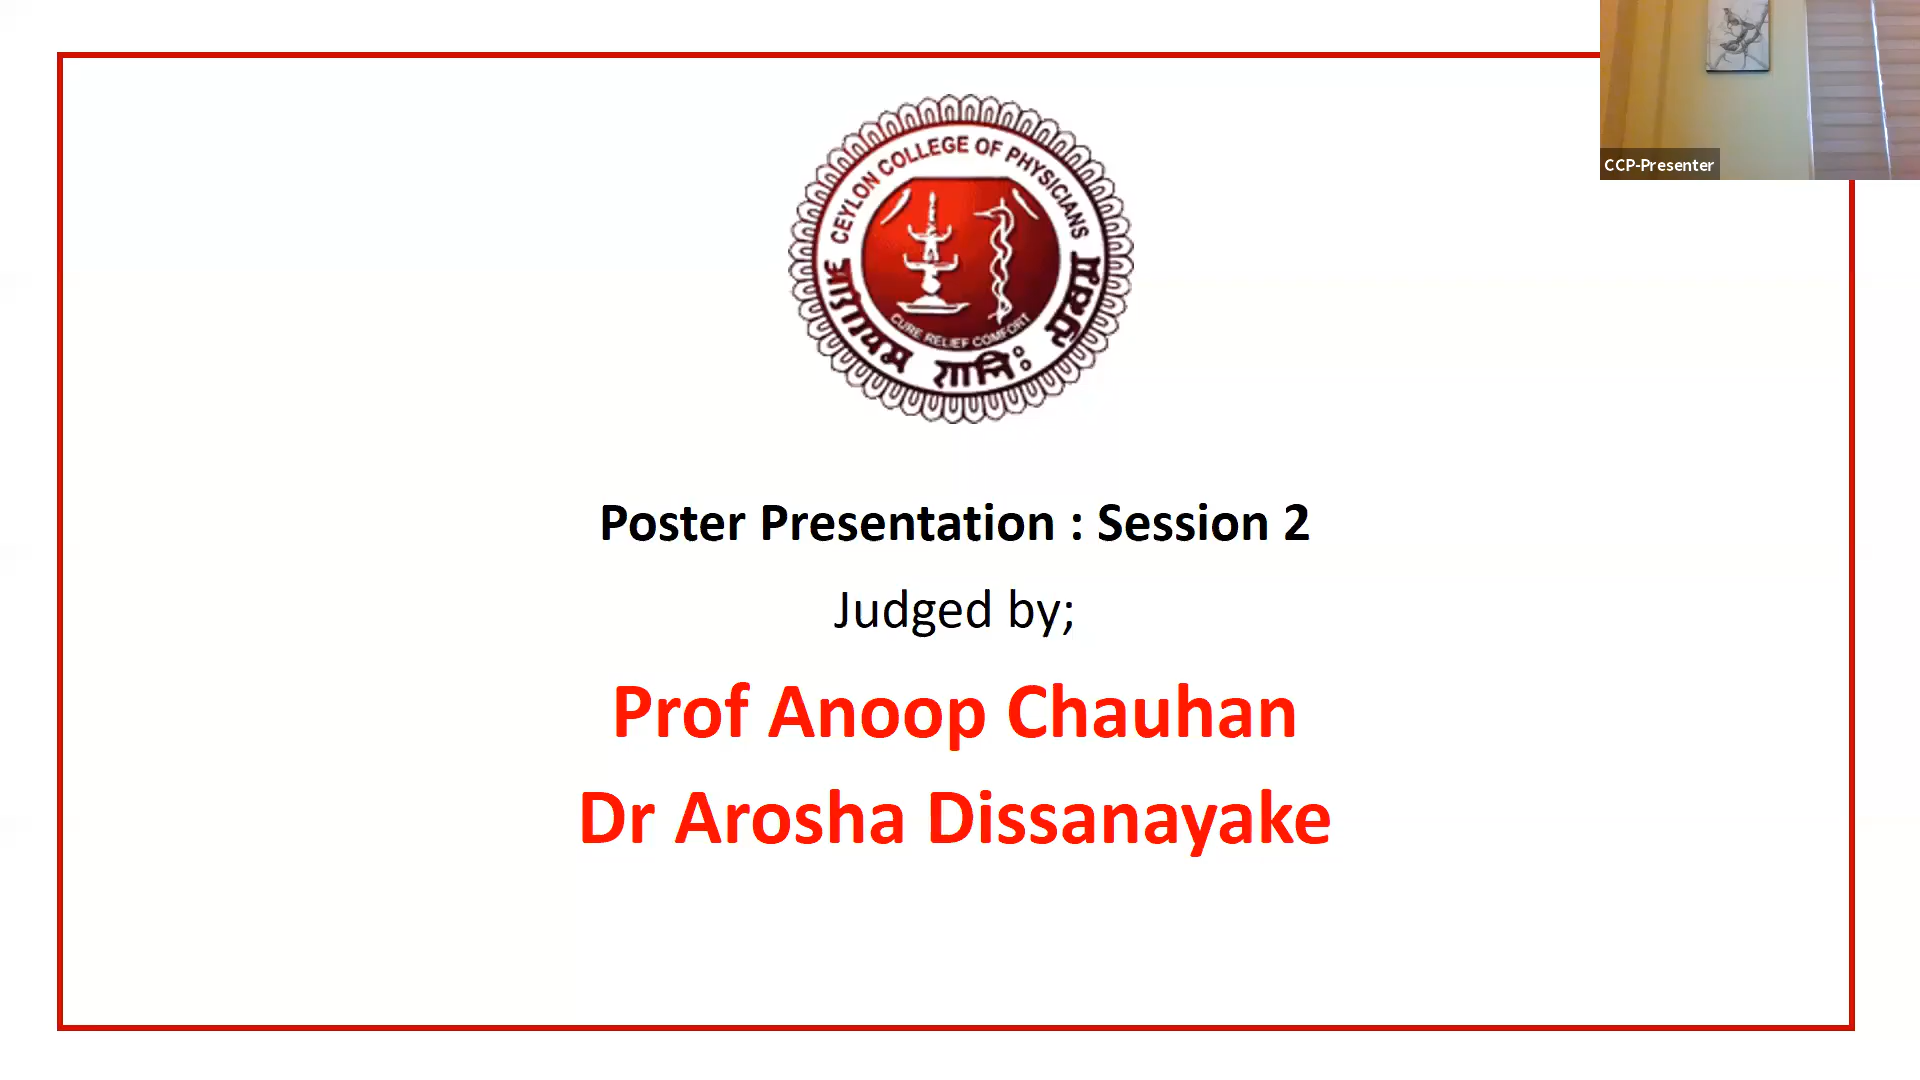 CEYLON COLLEGE OF PHYSICIANS
CURE RELIEF COMFORT
CCP-Presenter
Poster Presentation : Session 2
Judged by;
Prof Anoop Chauhan
Dr Arosha Dissanayake